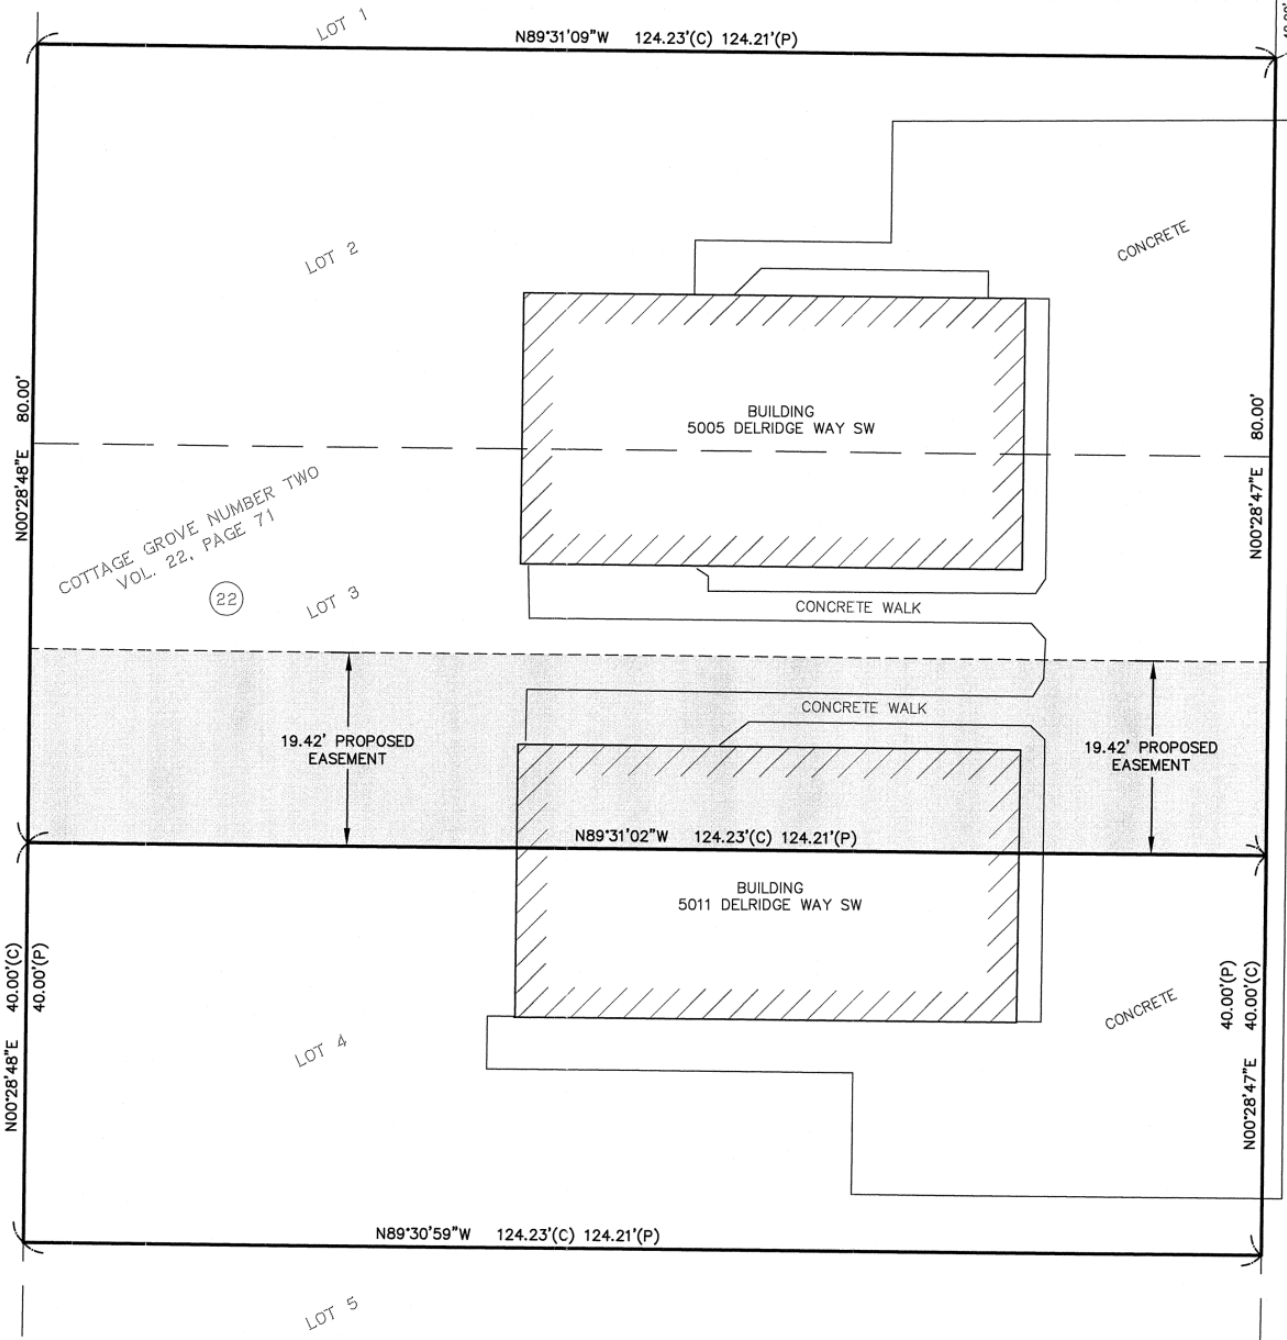 LOT 1
N89°31'09"W 124.23'(C) 124.21'(P)
LOT 2
CONCRETE
BUILDING
5005 DELRIDGE WAY SW
N00°28'48"E 80.00'
N00°28'47"E 80.00'
COTTAGE GROVE NUMBER TWO
VOL. 22, PAGE 71
22
LOT 3
CONCRETE WALK
CONCRETE WALK
19.42' PROPOSED
EASEMENT
19.42' PROPOSED
EASEMENT
N89°31'02"W 124.23'(C) 124.21'(P)
BUILDING
5011 DELRIDGE WAY SW
N00°28'48"E 40.00'(C)
40.00'(P)
40.00'(P)
N00°28'47"E 40.00'(C)
CONCRETE
LOT 4
N89°30'59"W 124.23'(C) 124.21'(P)
LOT 5